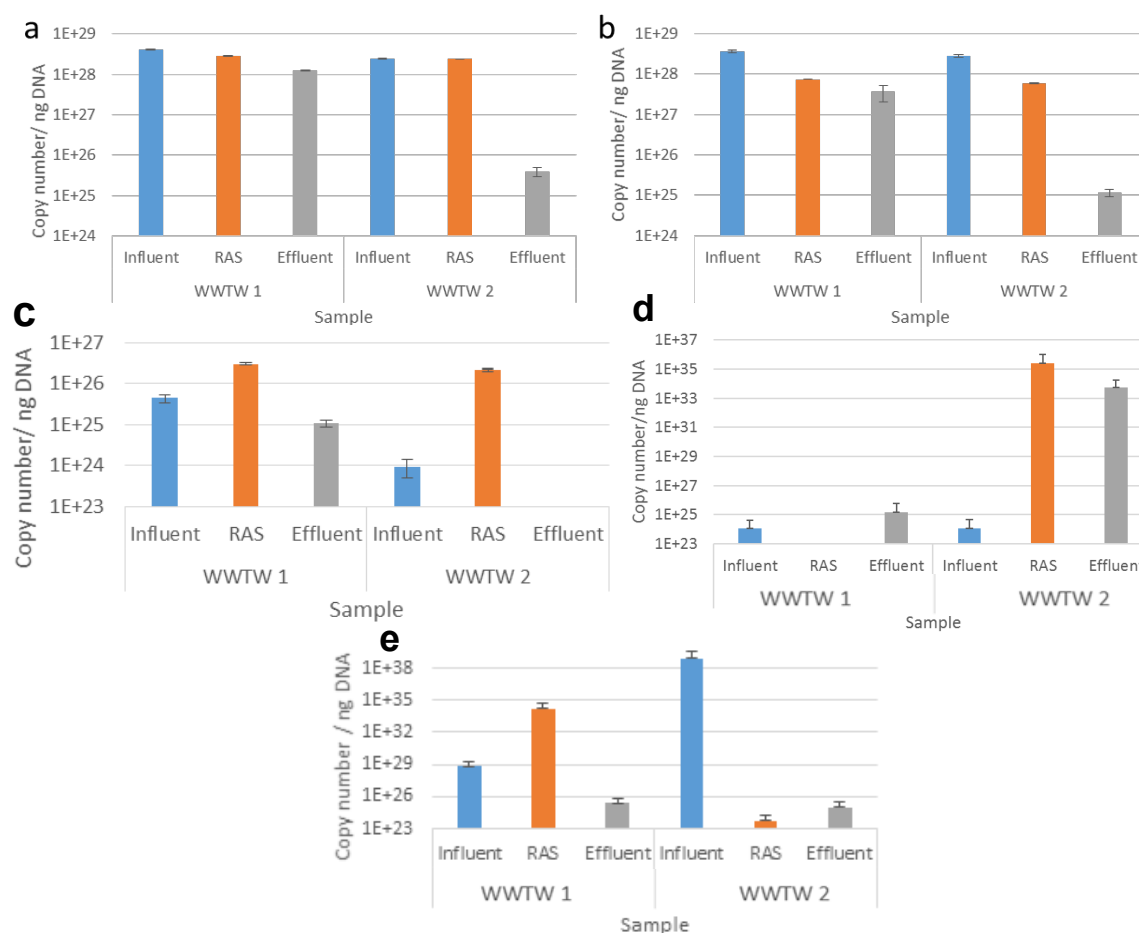 a
Copy number/ ng DNA
1E+29
1E+28
1E+27
1E+26
1E+25
1E+24
Influent RAS Effluent Influent RAS Effluent
WWTW 1 WWTW 2
Sample
b
Copy number/ ng DNA
1E+29
1E+28
1E+27
1E+26
1E+25
1E+24
Influent RAS Effluent Influent RAS Effluent
WWTW 1 WWTW 2
Sample
c
Copy number/ ng DNA
1E+27
1E+26
1E+25
1E+24
1E+23
Influent RAS Effluent Influent RAS Effluent
WWTW 1 WWTW 2
Sample
d
Copy number/ng DNA
1E+37
1E+35
1E+33
1E+31
1E+29
1E+27
1E+25
1E+23
Influent RAS Effluent Influent RAS Effluent
WWTW 1 WWTW 2
Sample
e
Copy number / ng DNA
1E+38
1E+35
1E+32
1E+29
1E+26
1E+23
Influent RAS Effluent Influent RAS Effluent
WWTW 1 WWTW 2
Sample